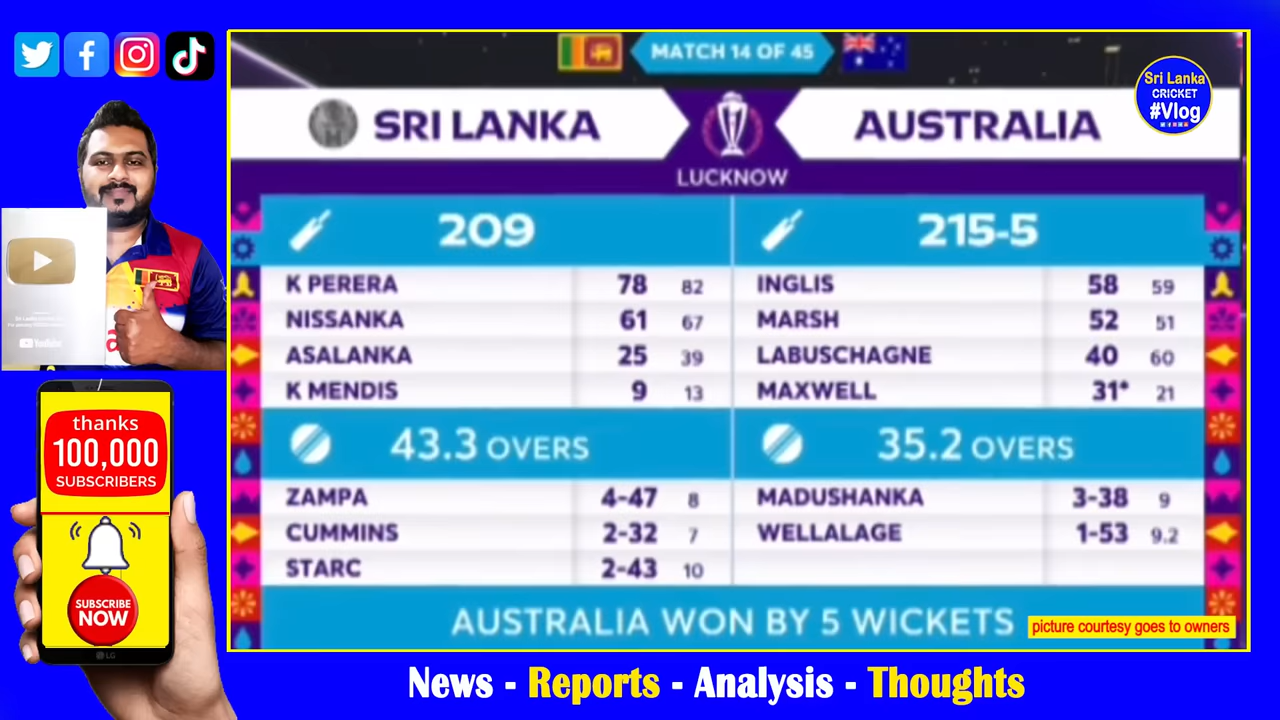 MATCH 14 OF 45
Sri Lanka
CRICKET
#Vlog
SRI LANKA
AUSTRALIA
LUCKNOW
209
215-5
K PERERA 78 82
INGLIS 58 59
NISSANKA 61 67
MARSH 52 51
ASALANKA 25 39
LABUSCHAGNE 40 60
K MENDIS 9 13
MAXWELL 31* 21
43.3 OVERS
35.2 OVERS
ZAMPA 4-47 8
MADUSHANKA 3-38 9
CUMMINS 2-32 7
WELLALAGE 1-53 9.2
STARC 2-43 10
AUSTRALIA WON BY 5 WICKETS
picture courtesy goes to owners
YouTube
thanks
100,000
SUBSCRIBERS
SUBSCRIBE
NOW
LG
News - Reports - Analysis - Thoughts